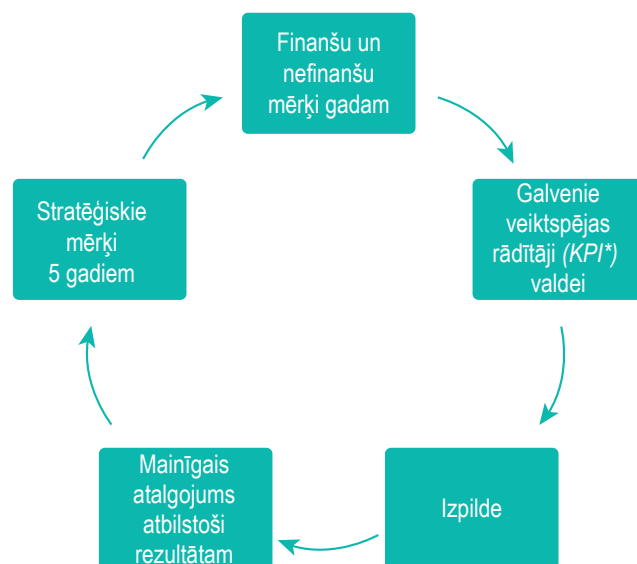 Finanšu un
nefinanšu
mērķi gadam
Galvenie
veiktspējas
rādītāji (KPI*)
valdei
Izpilde
Mainīgais
atalgojums
atbilstoši
rezultātam
Stratēģiskie
mērķi
5 gadiem